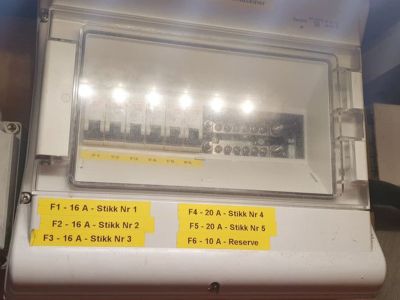 F1 - 16 A - Stikk Nr 1
F2 - 16 A - Stikk Nr 2
F3 - 16 A - Stikk Nr 3
F4 - 20 A - Stikk Nr 4
F5 - 20 A - Stikk Nr 5
F6 - 10 A - Reserve